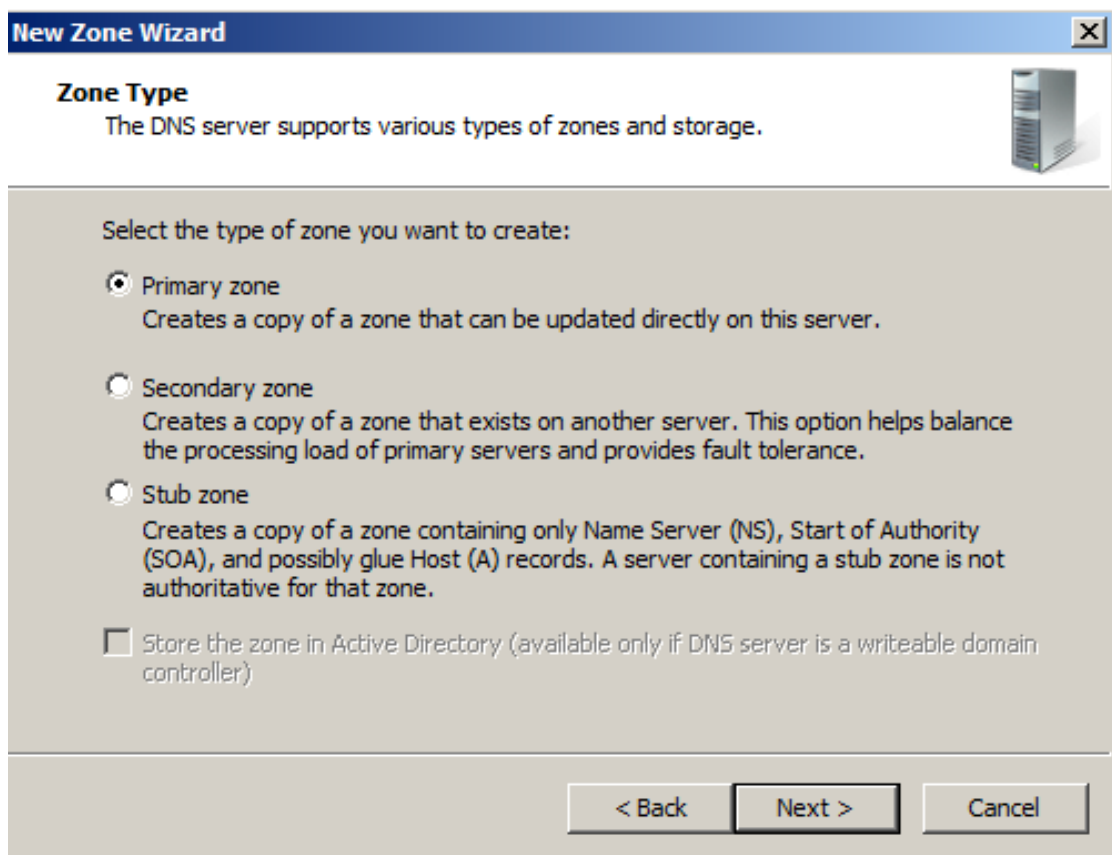 New Zone Wizard
Zone Type
The DNS server supports various types of zones and storage.
Select the type of zone you want to create:
Primary zone
Creates a copy of a zone that can be updated directly on this server.
Secondary zone
Creates a copy of a zone that exists on another server. This option helps balance
the processing load of primary servers and provides fault tolerance.
Stub zone
Creates a copy of a zone containing only Name Server (NS), Start of Authority
(SOA), and possibly glue Host (A) records. A server containing a stub zone is not
authoritative for that zone.
Store the zone in Active Directory (available only if DNS server is a writeable domain
controller)
< Back Next > Cancel